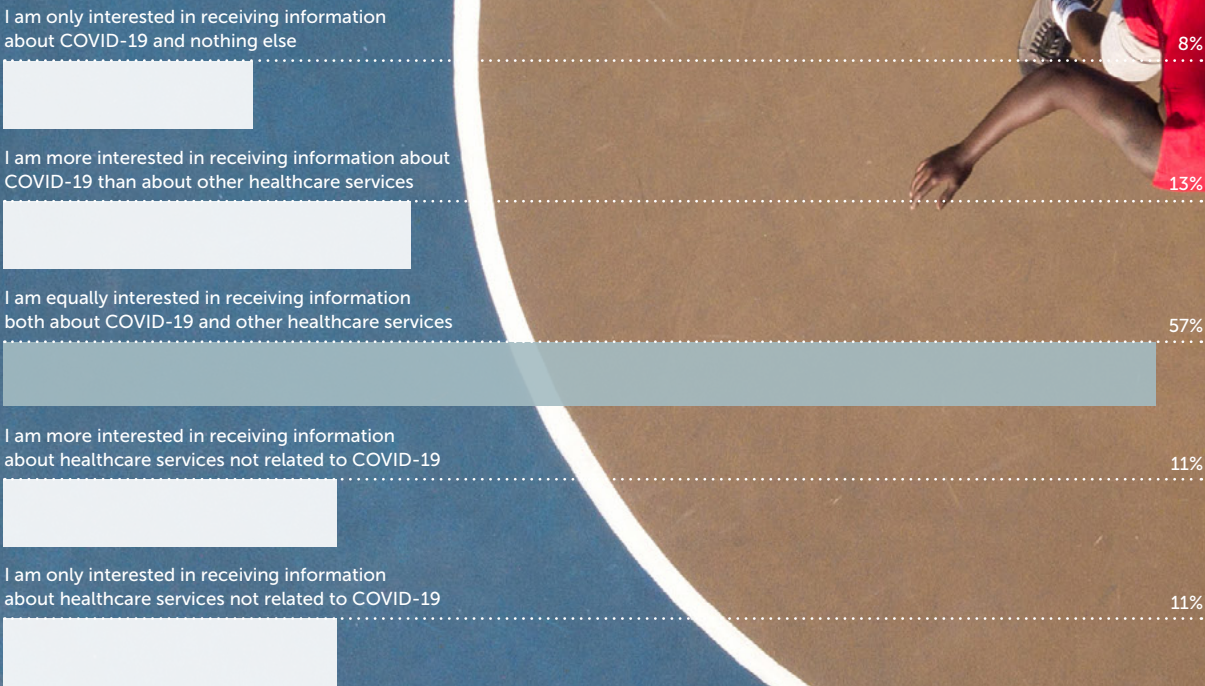 I am only interested in receiving information
about COVID-19 and nothing else
8%
I am more interested in receiving information about
COVID-19 than about other healthcare services
13%
I am equally interested in receiving information
both about COVID-19 and other healthcare services
57%
I am more interested in receiving information
about healthcare services not related to COVID-19
11%
I am only interested in receiving information
about healthcare services not related to COVID-19
11%